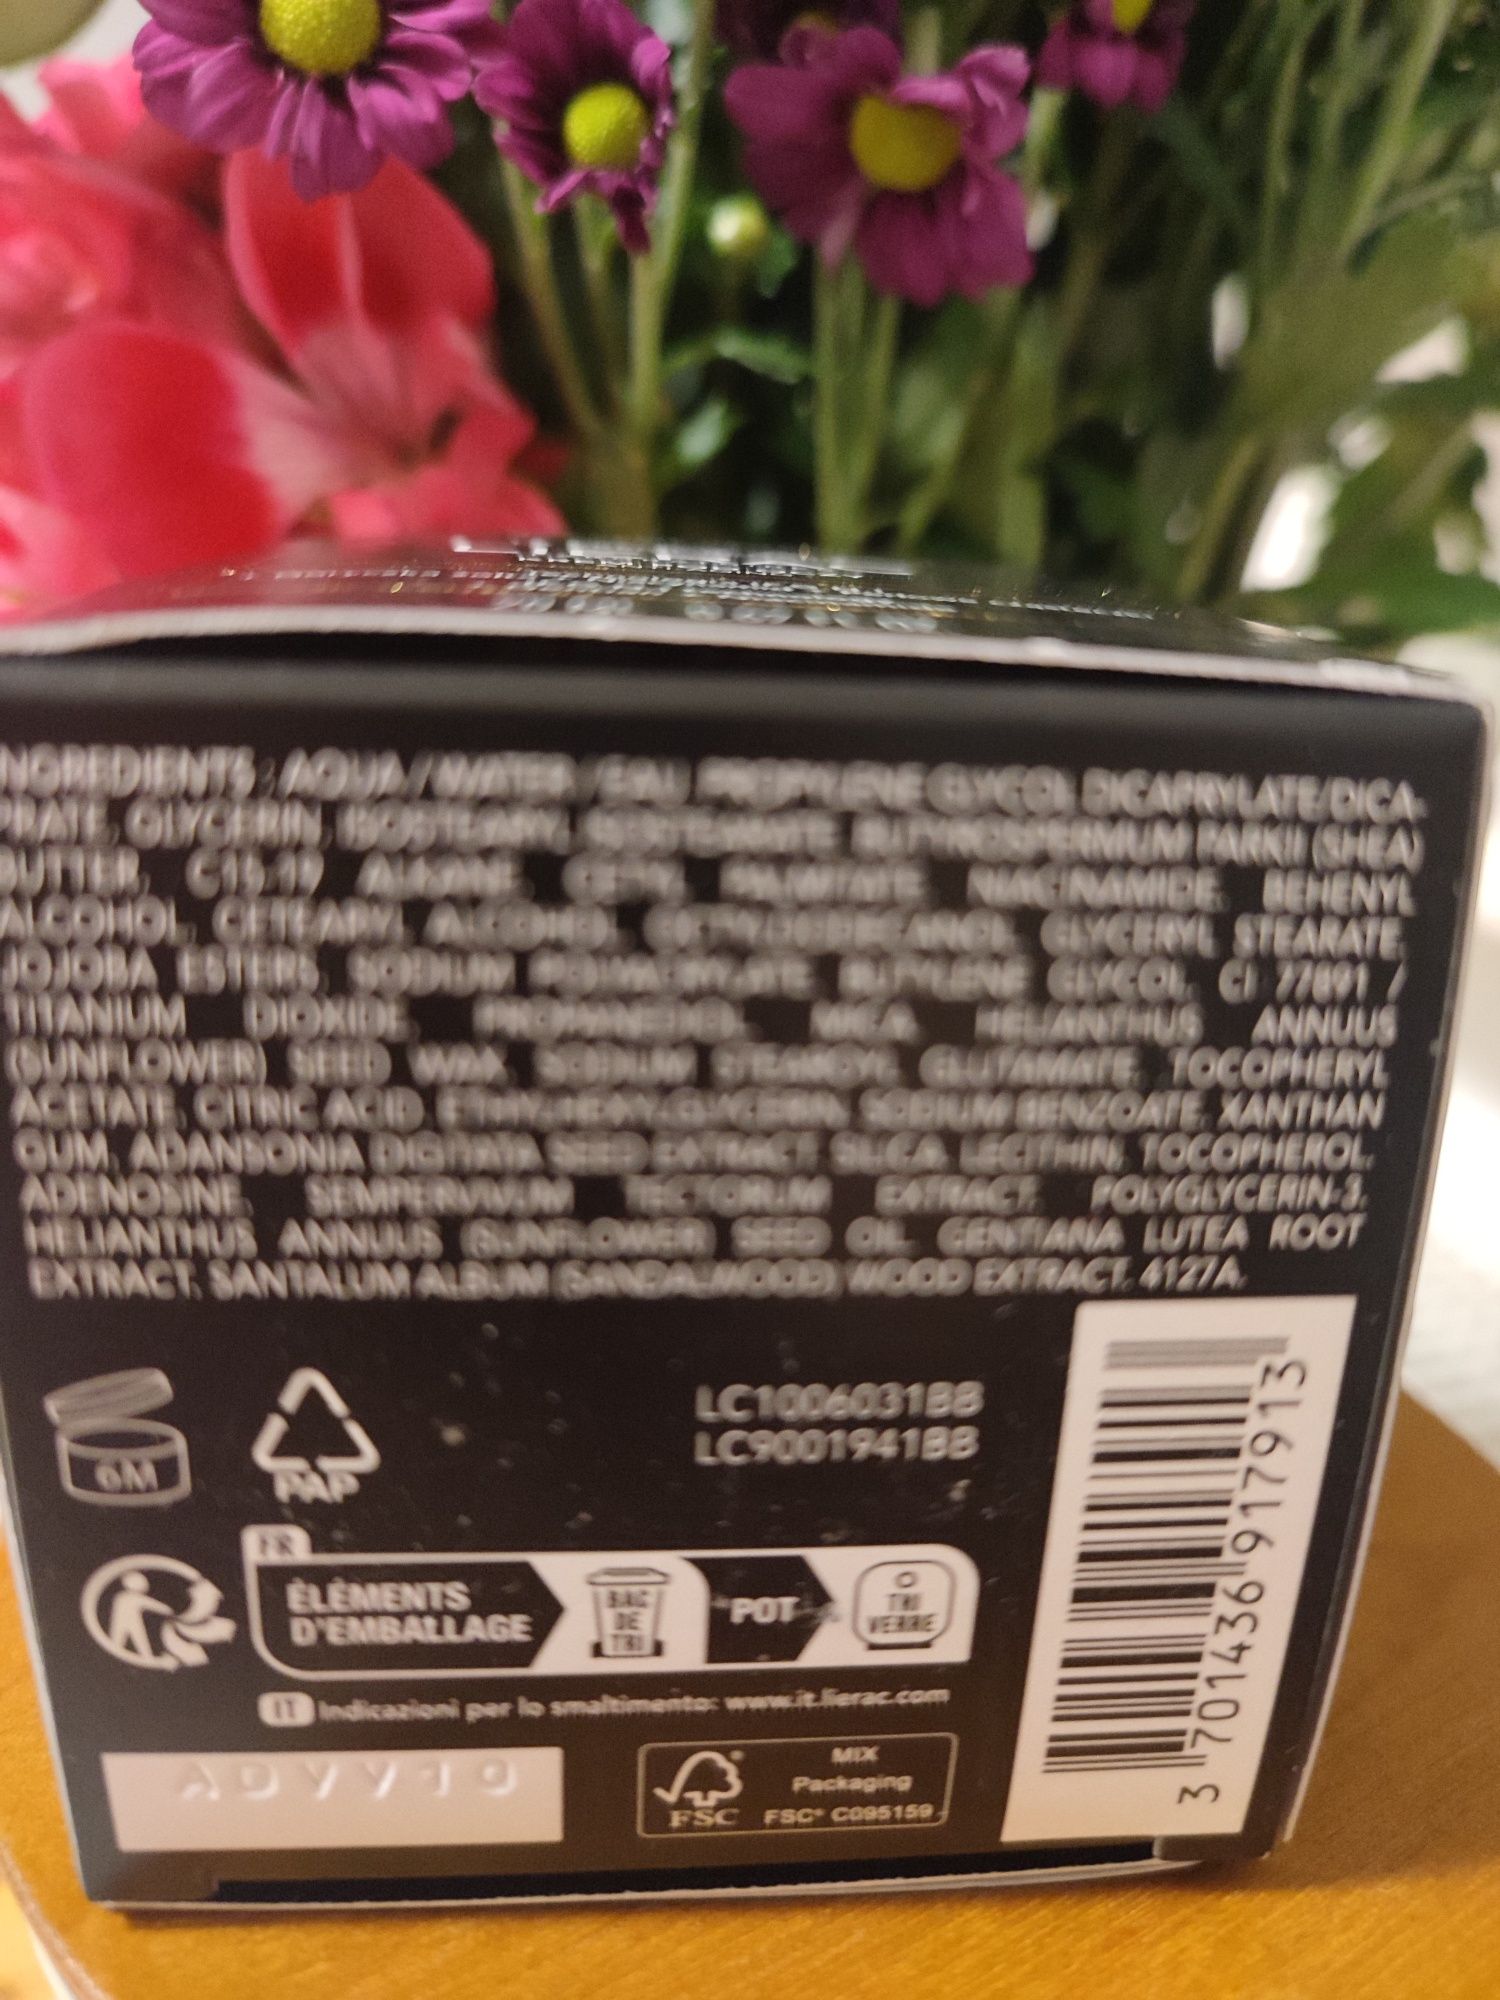 NGREDIENTS : AQUA/WATER/EAU, PROPYLENE GLYCOL DICAPRYLATE/DICA-
RATE, GLYCERIN, ISOSTEARYL ISOSTEARATE, BUTYROSPERMUM PARKII (SHEA)
BUTTER, C15-19 ALKANE, CETYL PALMITATE, NIACINAMIDE, BEHENYL
ALCOHOL, CETEARYL ALCOHOL, OCTYLDODECANOL, GLYCERYL STEARATE,
JOJOBA ESTERS, SODIUM POLYACRYLATE, BUTYLENE GLYCOL, CI 77891 /
TITANIUM DIOXIDE, PROPANEDIOL, MICA, HELIANTHUS ANNUUS
(SUNFLOWER) SEED WAX, SODIUM STEAROYL GLUTAMATE, TOCOPHERYL
ACETATE, CITRIC ACID, ETHYLHEXYLGLYCERIN, SODIUM BENZOATE, XANTHAN
GUM, ADANSONIA DIGITATA SEED EXTRACT, SILICA, LECITHIN, TOCOPHEROL,
ADENOSINE, SEMPERVIVUM TECTORUM EXTRACT, POLYGLYCERIN-3,
HELIANTHUS ANNUUS (SUNFLOWER) SEED OIL, GENTIANA LUTEA ROOT
EXTRACT, SANTALUM ALBUM (SANDALWOOD) WOOD EXTRACT. 4127A.
6M
PAP
LC1006031BB
LC9001941BB
FR
ÉLÉMENTS
D'EMBALLAGE
BAC
DE
TRI
POT
TRI
VERRE
IT Indicazioni per lo smaltimento: www.it.lierac.com
FSC
MIX
Packaging
FSC® C095159
3 701436 917913